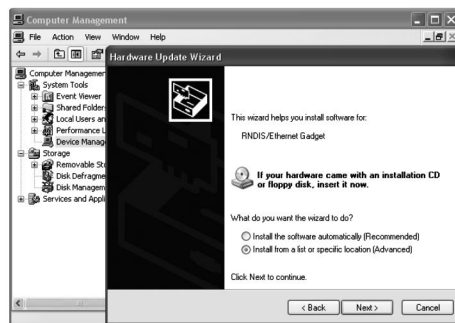 Computer Management
File Action View Window Help
Hardware Update Wizard
Computer Management
System Tools
Event Viewer
Shared Folder
Local Users an
Performance L
Device Manag
Storage
Removable Sto
Disk Defragme
Disk Managem
Services and Appli
This wizard helps you install software for:
RNDIS/Ethernet Gadget
If your hardware came with an installation CD
or floppy disk, insert it now.
What do you want the wizard to do?
Install the software automatically (Recommended)
Install from a list or specific location (Advanced)
Click Next to continue.
< Back Next > Cancel